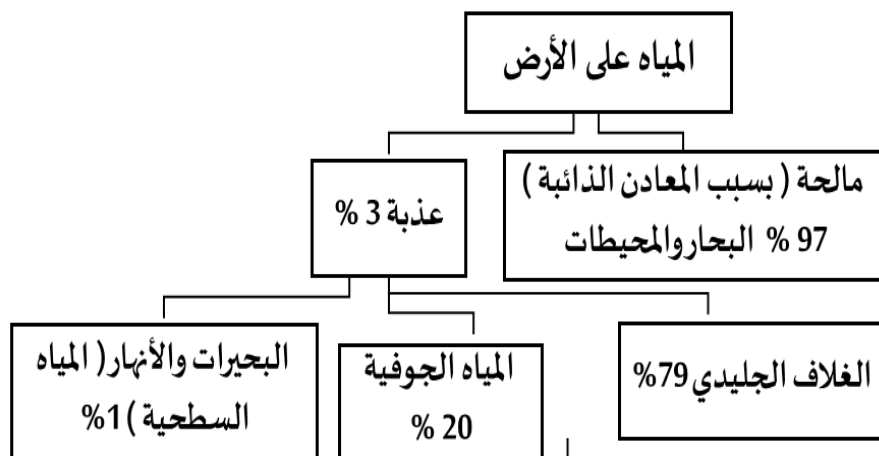 المياه على الأرض
مالحة ( بسبب المعادن الذائبة )
97 % البحار والمحيطات
عذبة 3 %
الغلاف الجليدي 79%
المياه الجوفية
20 %
البحيرات والأنهار ( المياه
السطحية ) 1%